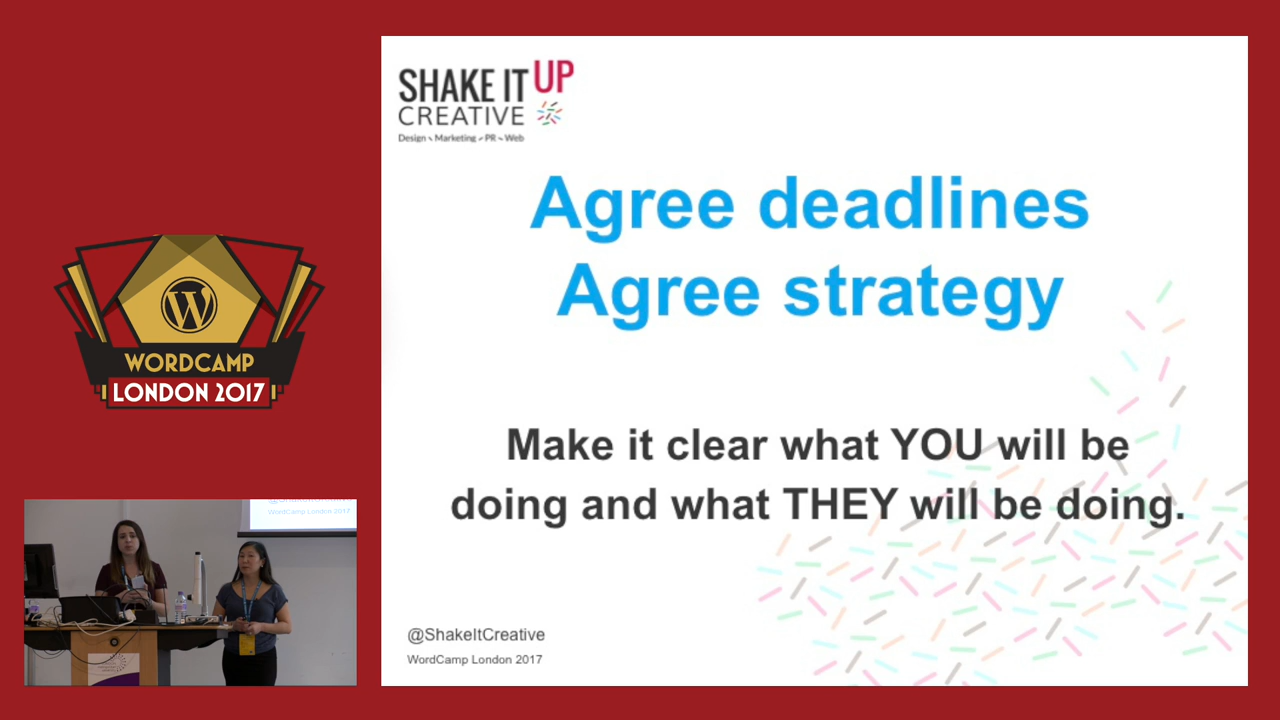 SHAKE IT UP
CREATIVE
Design ~ Marketing ~ PR ~ Web
Agree deadlines
Agree strategy
Make it clear what YOU will be
doing and what THEY will be doing.
@ShakeItCreative
WordCamp London 2017
W
WORDCAMP
LONDON 2017
WordCamp London 2017